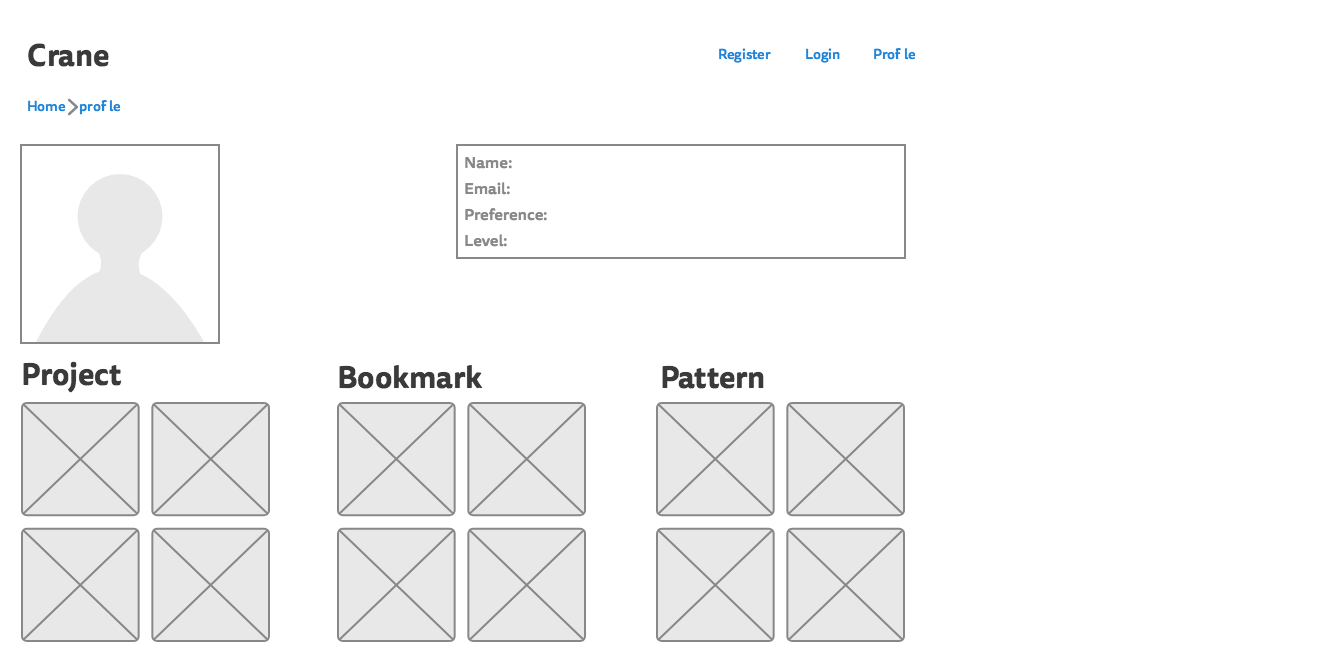 Crane
Register Login Prof le
Home prof le
Name:
Email:
Preference:
Level:
Project
Bookmark
Pattern